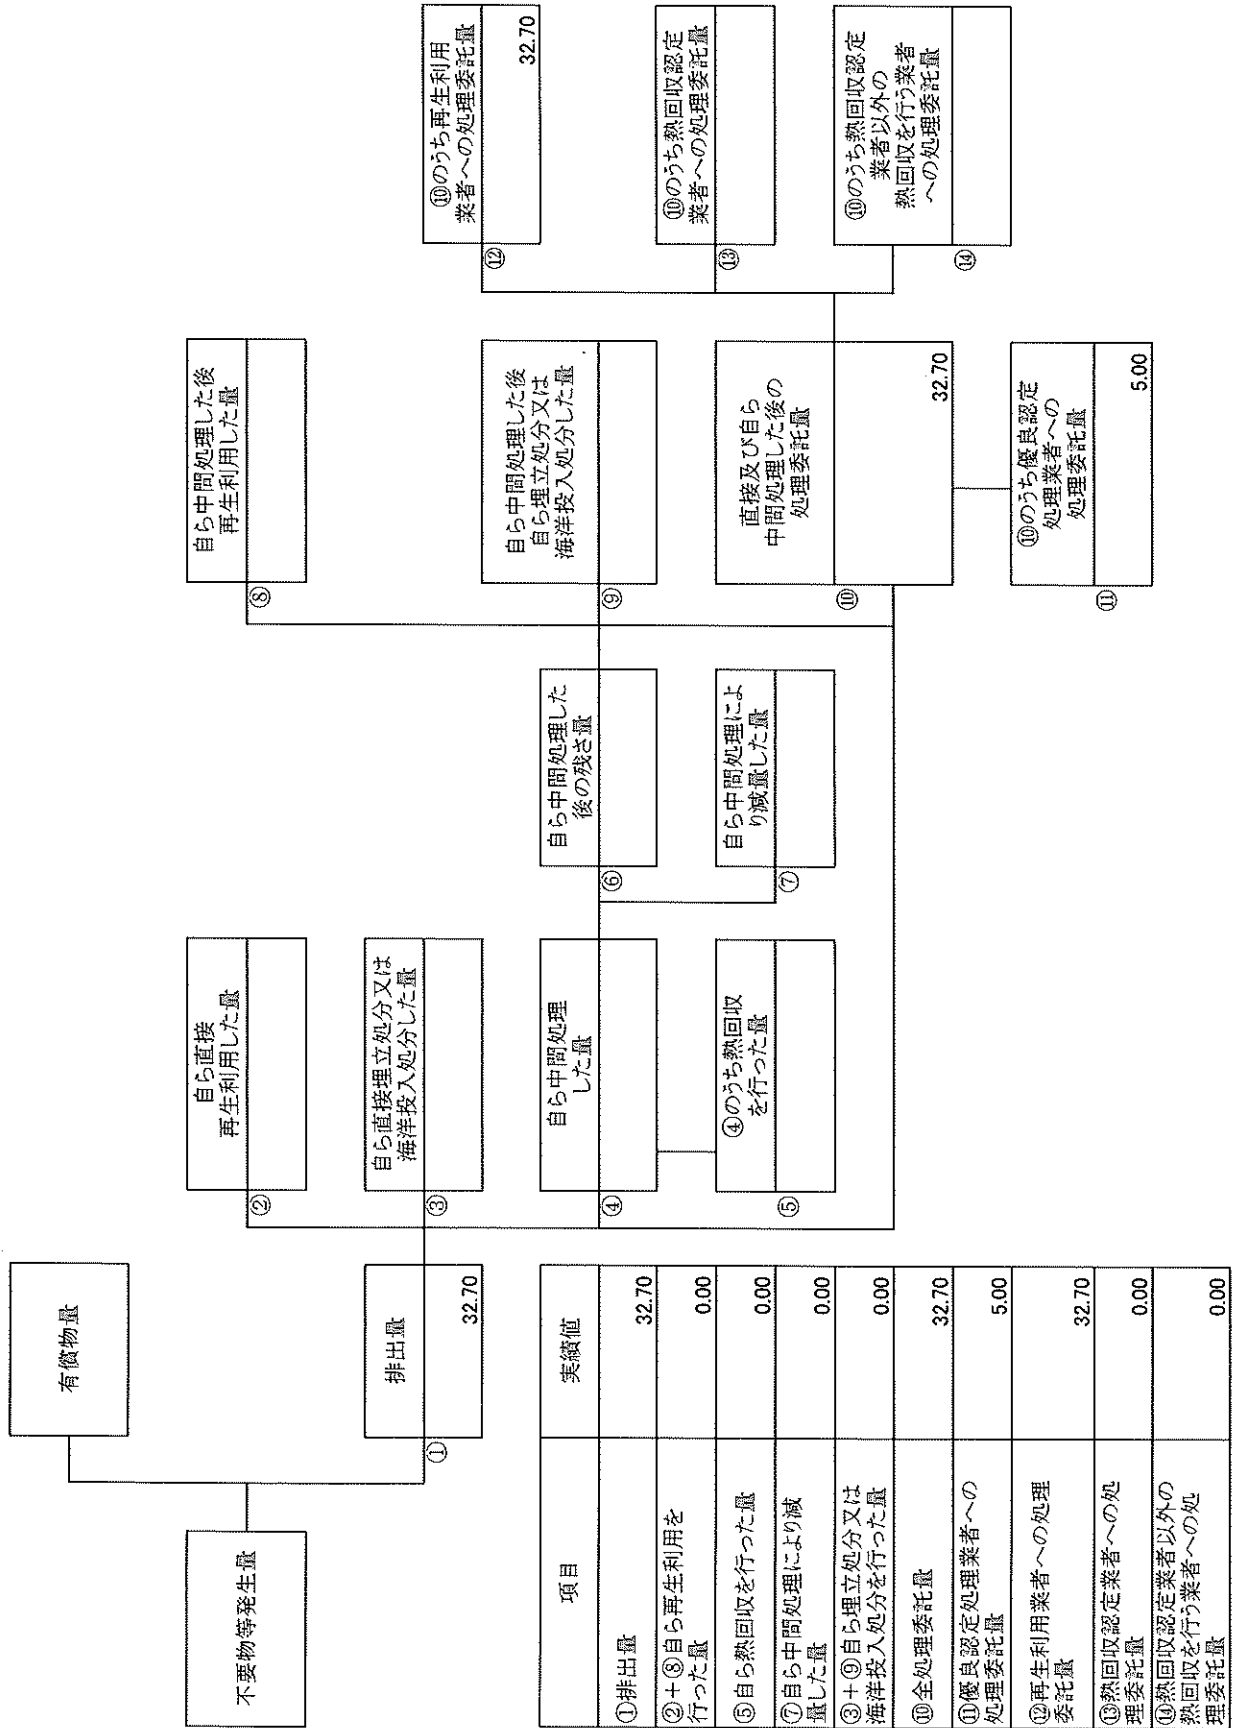 不要物等発生量
有償物量
①
排出量
32.70
②
自ら直接
再生利用した量
③
自ら直接埋立処分又は
海洋投入処分した量
④
自ら中間処理
した量
⑤
④のうち熱回収
を行った量
⑥
自ら中間処理した
後の残さ量
⑦
自ら中間処理によ
り減量した量
⑧
自ら中間処理した後
再生利用した量
⑨
自ら中間処理した後
自ら埋立処分又は
海洋投入処分した量
⑩
直接及び自ら
中間処理した後の
処理委託量
32.70
⑪
⑩のうち優良認定
処理業者への
処理委託量
5.00
⑫
⑩のうち再生利用
業者への処理委託量
32.70
⑬
⑩のうち熱回収認定
業者への処理委託量
⑭
⑩のうち熱回収認定
業者以外の
熱回収を行う業者
への処理委託量
項目 実績値
①排出量 32.70
②+⑧自ら再生利用を
行った量 0.00
⑤自ら熱回収を行った量 0.00
⑦自ら中間処理により減
量した量 0.00
③+⑨自ら埋立処分又は
海洋投入処分を行った量 0.00
⑩全処理委託量 32.70
⑪優良認定処理業者への
処理委託量 5.00
⑫再生利用業者への処理
委託量 32.70
⑬熱回収認定業者への処
理委託量 0.00
⑭熱回収認定業者以外の
熱回収を行う業者への処
理委託量 0.00